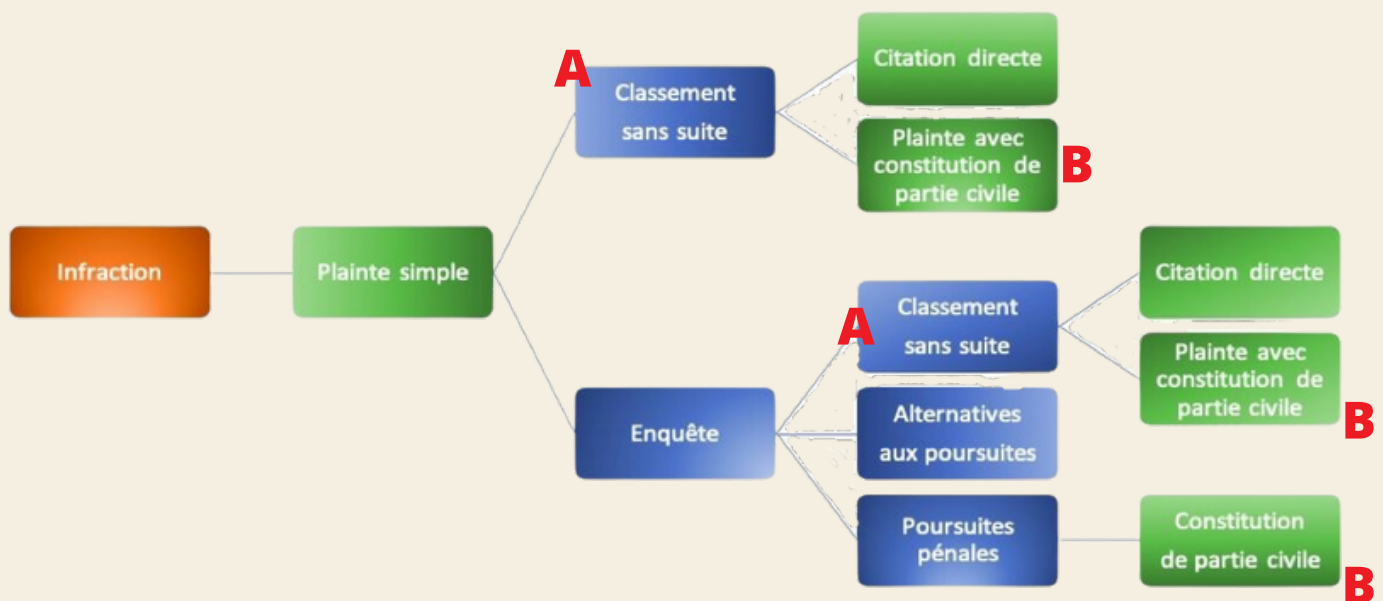 A
Classement
sans suite
Citation directe
Plainte avec
constitution de
partie civile
B
Infraction
Plainte simple
A
Classement
sans suite
Citation directe
Plainte avec
constitution de
partie civile
B
Enquête
Alternatives
aux poursuites
Poursuites
pénales
Constitution
de partie civile
B